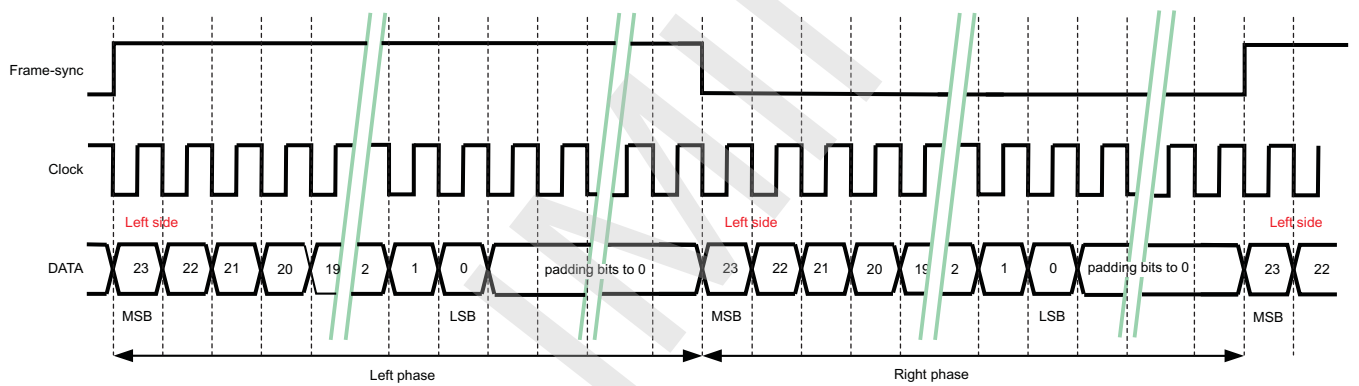 Frame-sync
Clock
Left side Left side Left side
DATA 23 22 21 20 19 2 1 0 padding bits to 0 23 22 21 20 19 2 1 0 padding bits to 0 23 22
MSB LSB MSB LSB MSB
Left phase Right phase